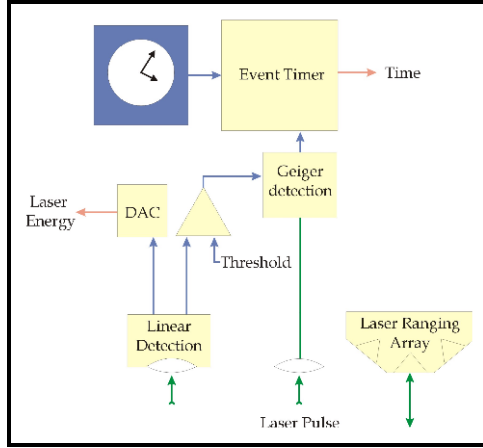 Event Timer
Time
Geiger
detection
Laser
Energy
DAC
Threshold
Linear
Detection
Laser Ranging
Array
Laser Pulse